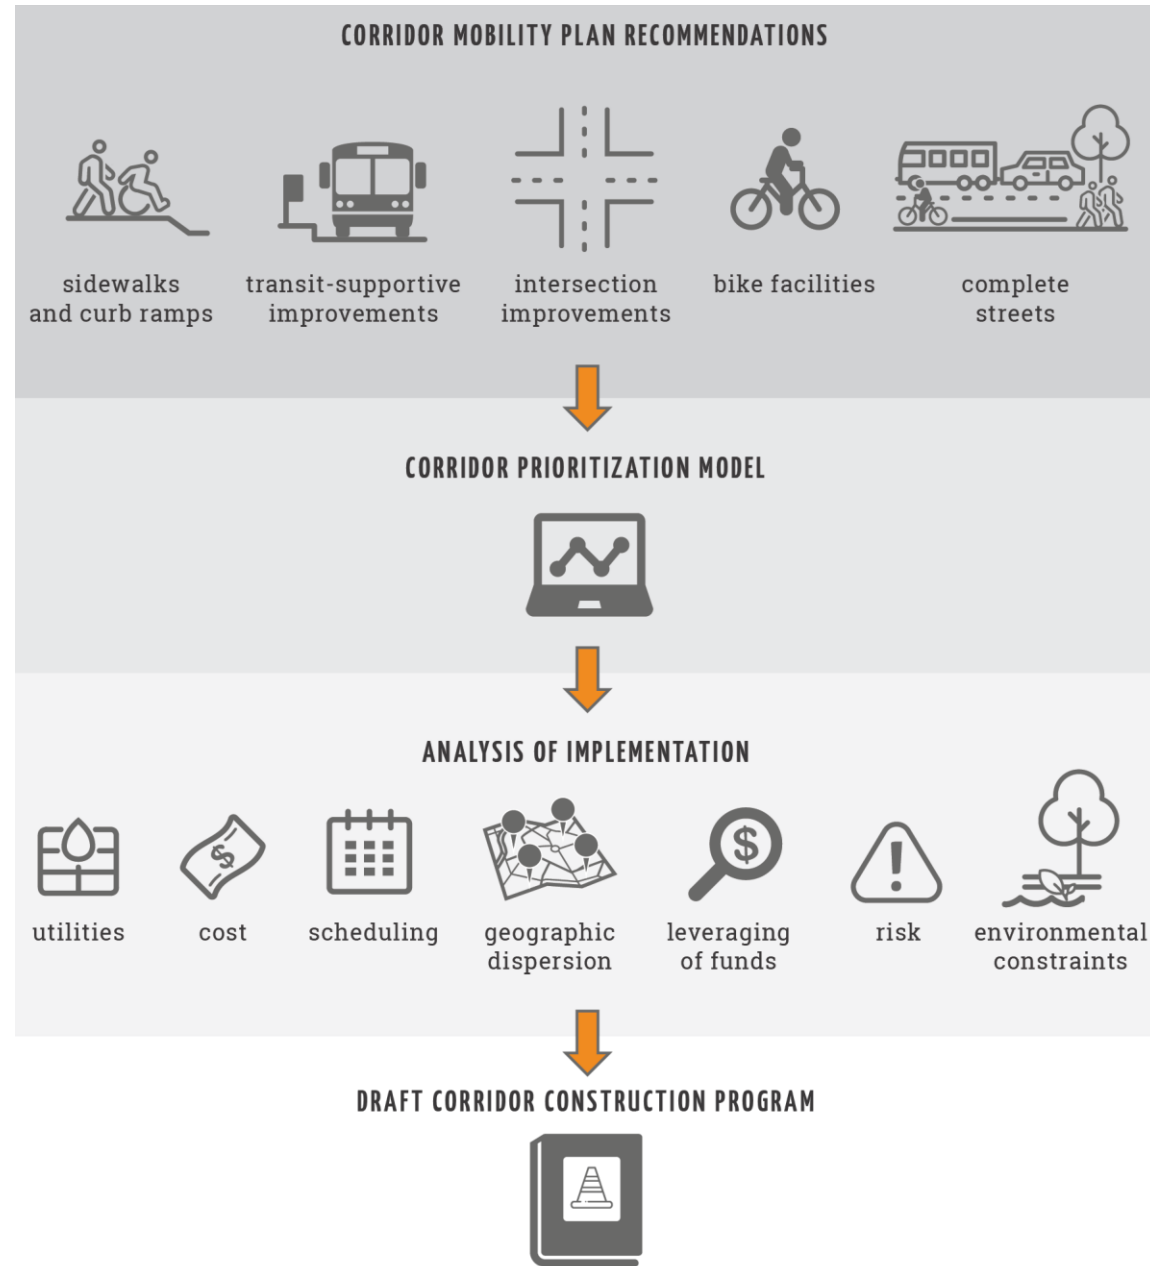 CORRIDOR MOBILITY PLAN RECOMMENDATIONS
sidewalks
and curb ramps
transit-supportive
improvements
intersection
improvements
bike facilities
complete
streets
CORRIDOR PRIORITIZATION MODEL
ANALYSIS OF IMPLEMENTATION
$
$
!
utilities
cost
scheduling
geographic
dispersion
leveraging
of funds
risk
environmental
constraints
DRAFT CORRIDOR CONSTRUCTION PROGRAM